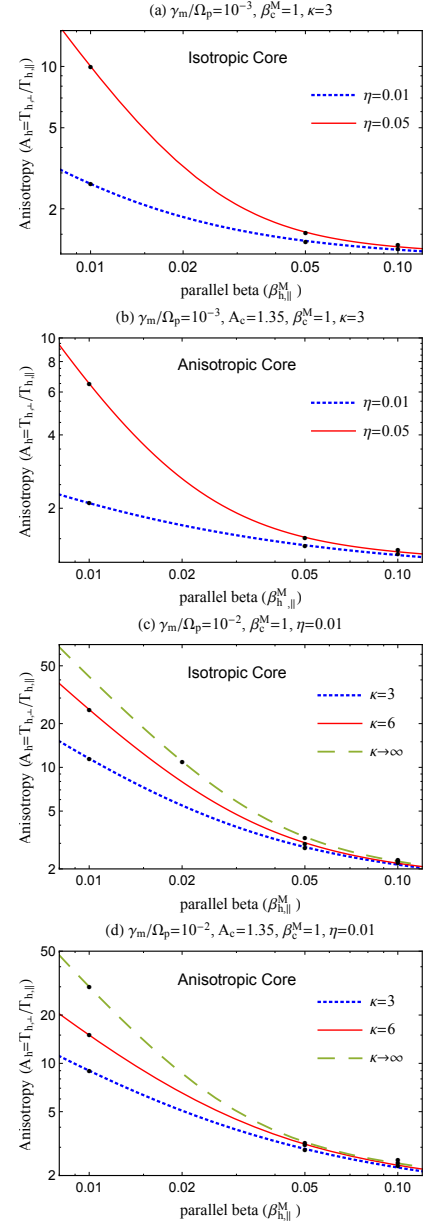 (a) γm/Ωp=10⁻³, βcᴹ=1, κ=3
Isotropic Core
η=0.01
η=0.05
Anisotropy (Ah=Th,⊥/Th,∥)
10
5
2
0.01 0.02 0.05 0.10
parallel beta (βᴹh,∥ )
(b) γm/Ωp=10⁻³, Ac=1.35, βcᴹ=1, κ=3
Anisotropic Core
η=0.01
η=0.05
Anisotropy (Ah=Th,⊥/Th,∥)
10
8
6
4
2
0.01 0.02 0.05 0.10
parallel beta (βᴹh ,∥)
(c) γm/Ωp=10⁻², βcᴹ=1, η=0.01
Isotropic Core
κ=3
κ=6
κ→∞
Anisotropy (Ah=Th,⊥/Th,∥)
50
20
10
5
2
0.01 0.02 0.05 0.10
parallel beta (βᴹh,∥)
(d) γm/Ωp=10⁻², Ac=1.35, βcᴹ=1, η=0.01
Anisotropic Core
κ=3
κ=6
κ→∞
Anisotropy (Ah=Th,⊥/Th,∥)
50
20
10
5
2
0.01 0.02 0.05 0.10
parallel beta (βᴹh,∥)